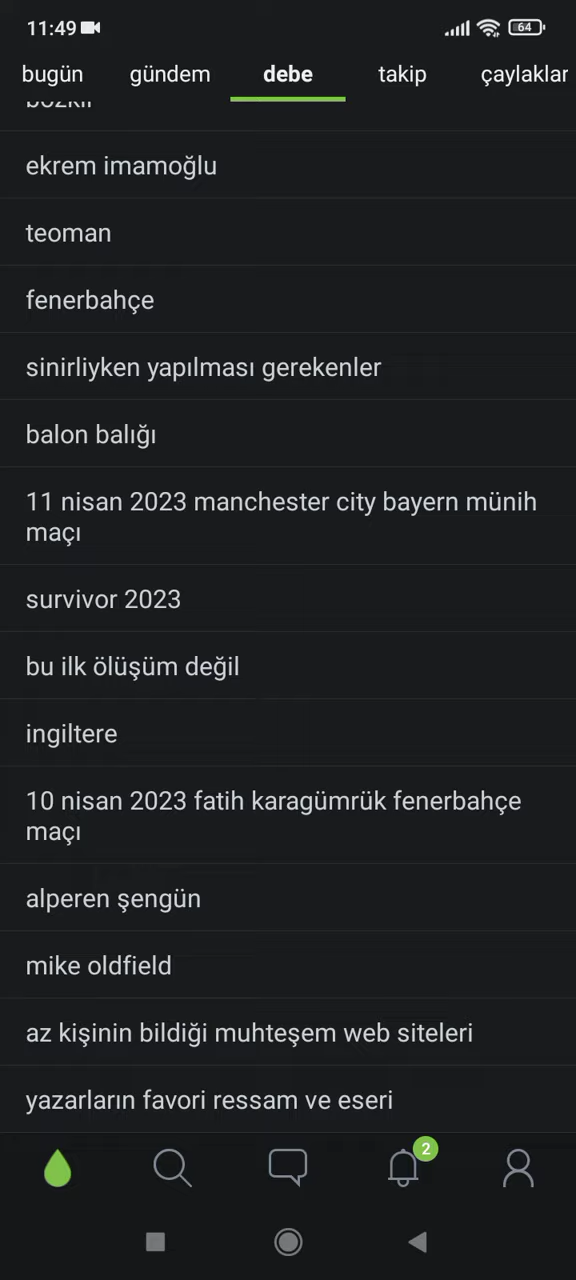 11:49
64
bugün gündem debe takip çaylaklar
ekrem imamoğlu
teoman
fenerbahçe
sinirliyken yapılması gerekenler
balon balığı
11 nisan 2023 manchester city bayern münih
maçı
survivor 2023
bu ilk ölüşüm değil
ingiltere
10 nisan 2023 fatih karagümrük fenerbahçe
maçı
alperen şengün
mike oldfield
az kişinin bildiği muhteşem web siteleri
yazarların favori ressam ve eseri
2